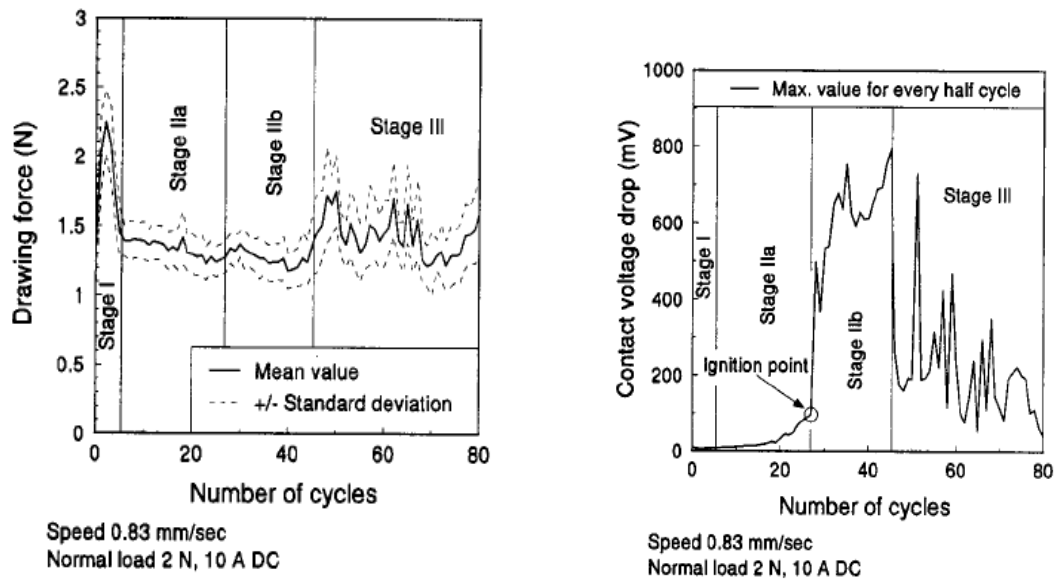 3
2.5
2
1.5
1
0.5
0
Drawing force (N)
Stage I
Stage IIa
Stage IIb
Stage III
Mean value
+/- Standard deviation
0 20 40 60 80
Number of cycles
Speed 0.83 mm/sec
Normal load 2 N, 10 A DC
1000
800
600
400
200
0
Contact voltage drop (mV)
Max. value for every half cycle
Stage I
Stage IIa
Stage IIb
Stage III
Ignition point
0 20 40 60 80
Number of cycles
Speed 0.83 mm/sec
Normal load 2 N, 10 A DC